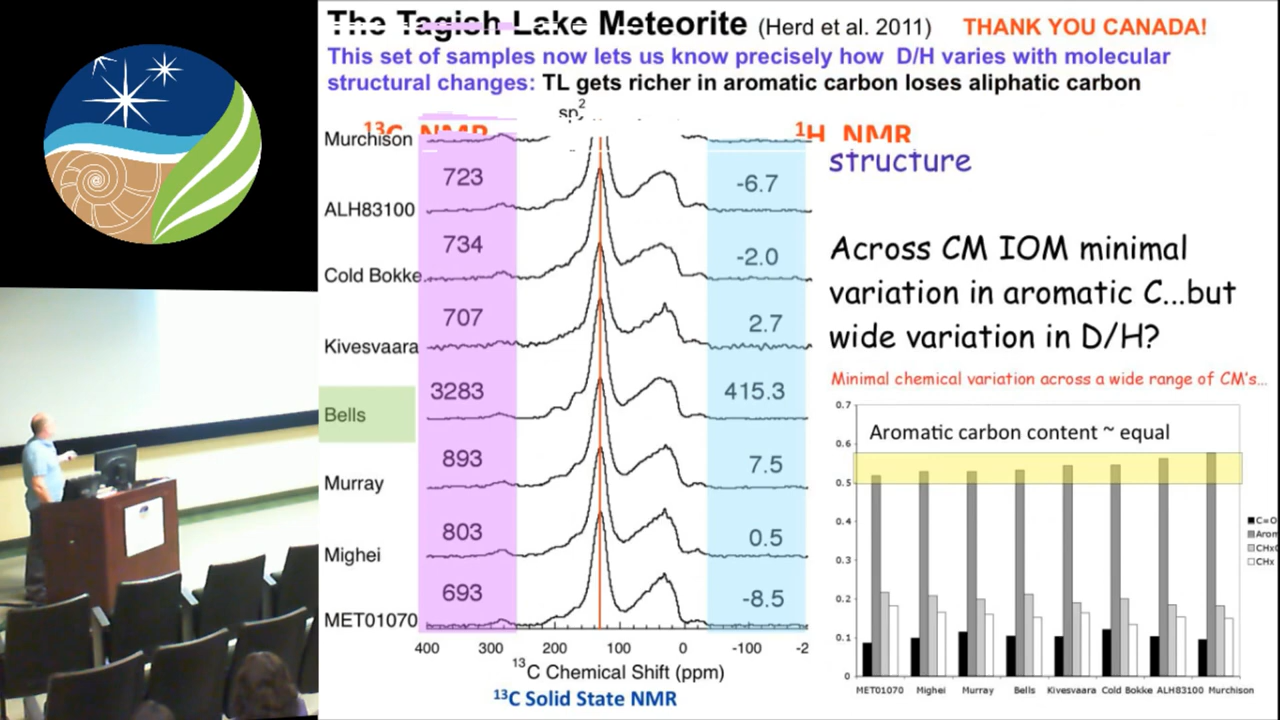 The Tagish Lake Meteorite (Herd et al. 2011) THANK YOU CANADA!
This set of samples now lets us know precisely how D/H varies with molecular
structural changes: TL gets richer in aromatic carbon loses aliphatic carbon
sp2
13C NMR
1H NMR
structure
Murchison
723 -6.7
ALH83100
734 -2.0
Cold Bokke
707 2.7
Kivesvaara
3283 415.3
Bells
893 7.5
Murray
803 0.5
Mighei
693 -8.5
MET01070
400 300 200 100 0 -100 -2
13C Chemical Shift (ppm)
13C Solid State NMR
Across CM IOM minimal
variation in aromatic C...but
wide variation in D/H?
Minimal chemical variation across a wide range of CM's...
Aromatic carbon content ~ equal
0.7
0.6
0.5
0.4
0.3
0.2
0.1
0
C=O
Arom
CHxO
CHx
MET01070 Mighei Murray Bells Kivesvaara Cold Bokke ALH83100 Murchison